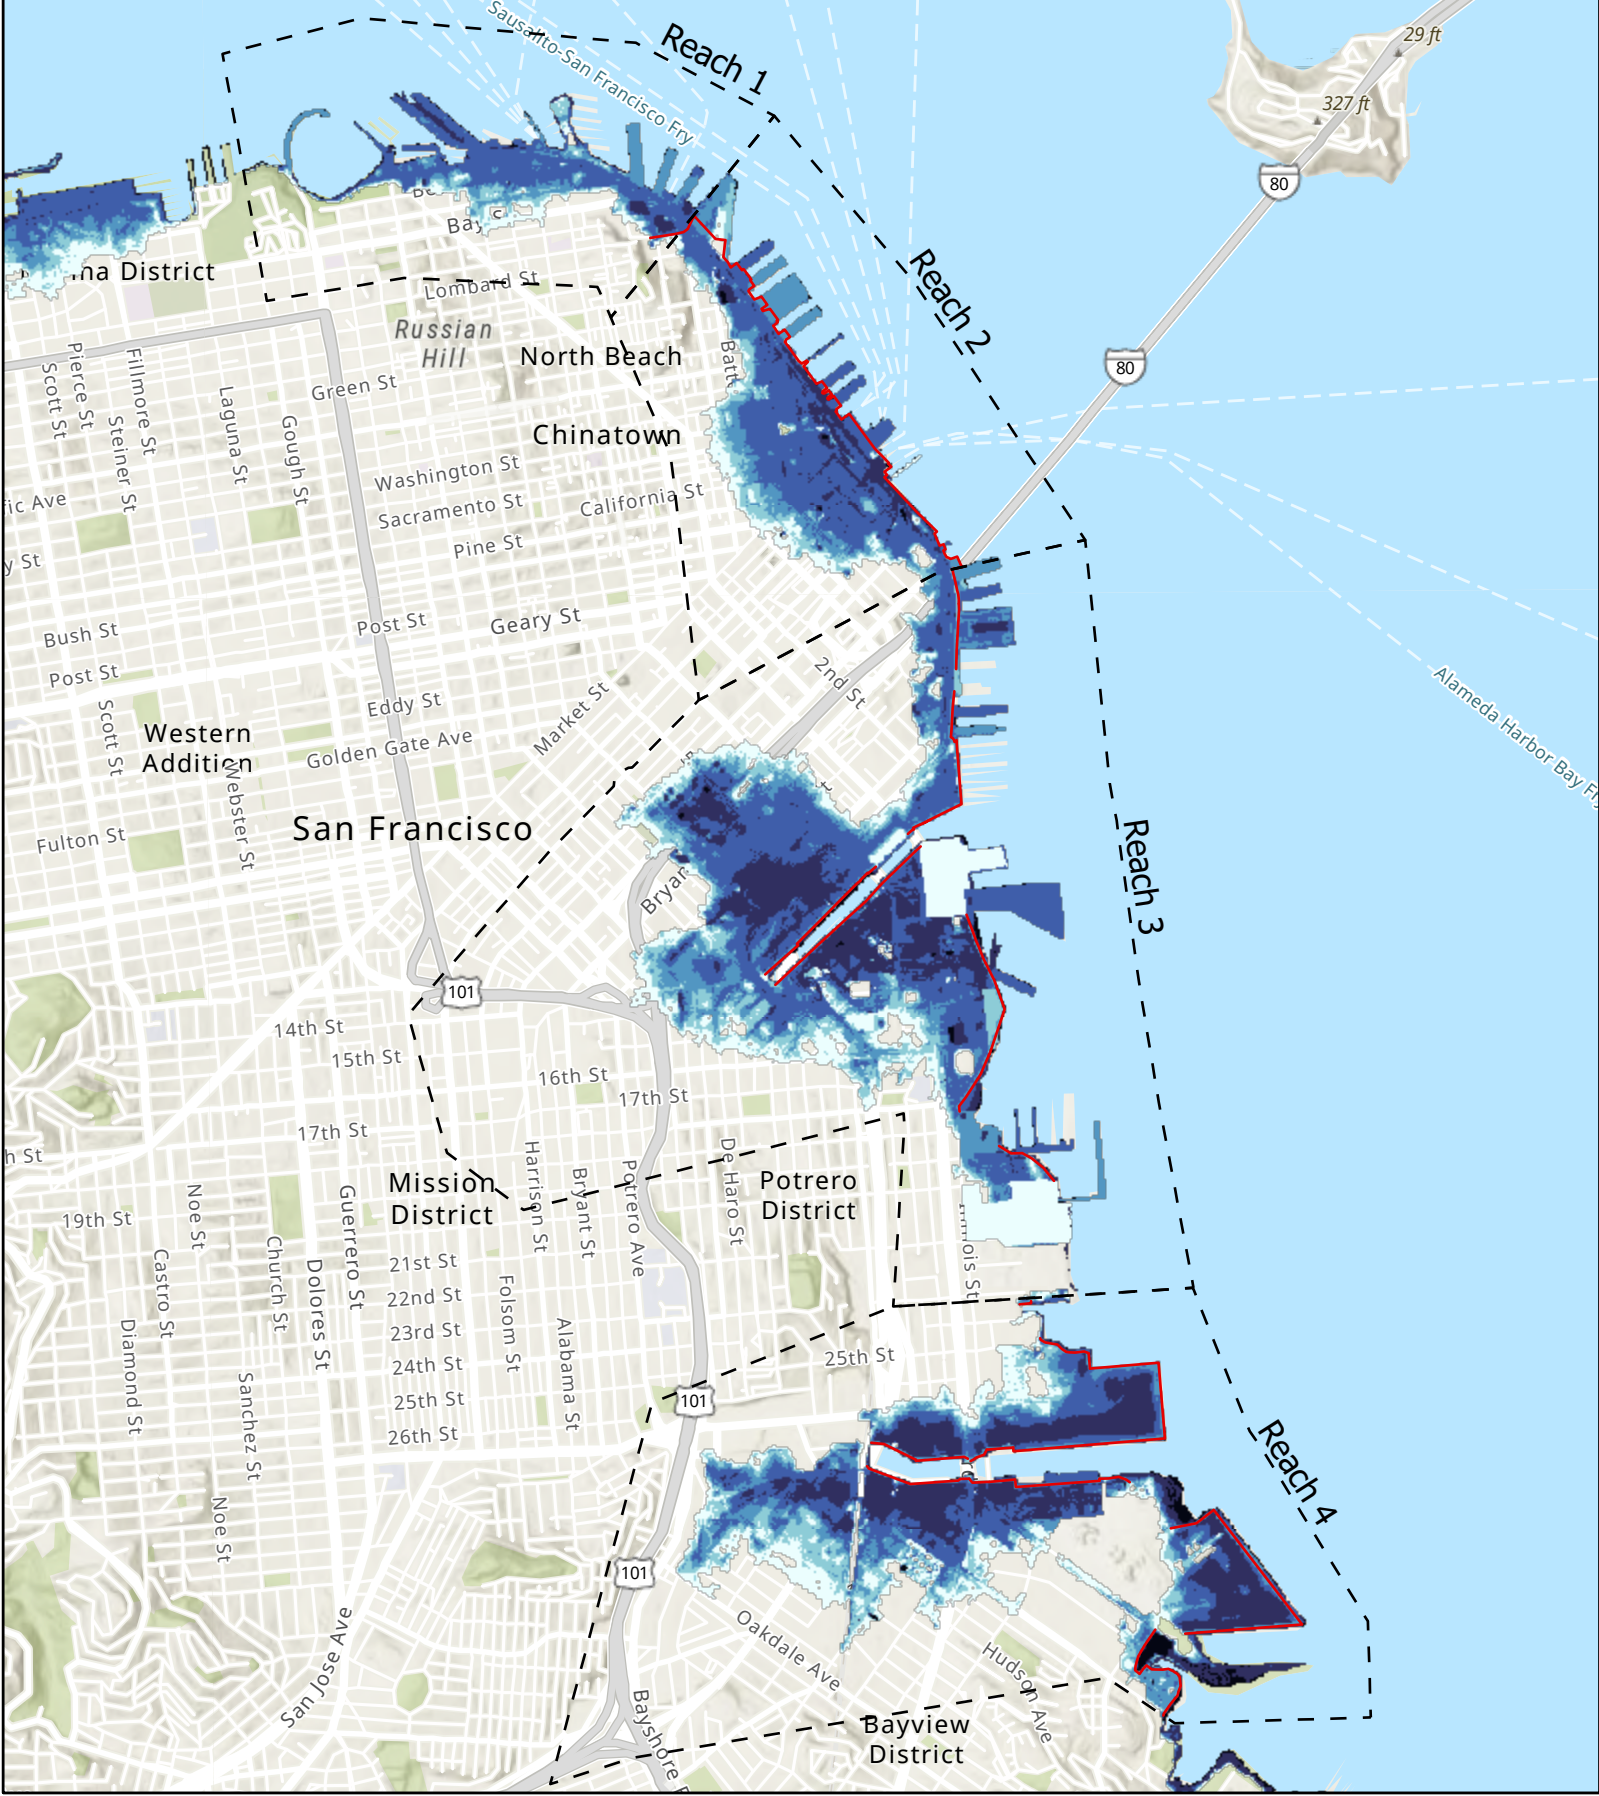 Sausalito-San Francisco Fry
Reach 1
29 ft
327 ft
80
Reach 2
80
Lombard St
Russian
Hill
North Beach
Pierce St
Scott St
Fillmore St
Steiner St
Laguna St
Gough St
Green St
Chinatown
Washington St
Sacramento St
California St
Pine St
Bush St
Post St
Post St
Geary St
Eddy St
Market St
2nd St
Golden Gate Ave
Scott St
Western
Addition
Webster St
San Francisco
Fulton St
Alameda Harbor Bay Fry
Reach 3
101
14th St
15th St
16th St
17th St
17th St
Mission
District
Potrero
District
19th St
Noe St
Castro St
Church St
Guerrero St
Dolores St
Diamond St
Sanchez St
Noe St
21st St
22nd St
23rd St
24th St
25th St
26th St
Harrison St
Bryant St
Potrero Ave
De Haro St
Folsom St
Alabama St
25th St
101
Reach 4
101
Oakdale Ave
Hudson Ave
San Jose Ave
Bayview
District